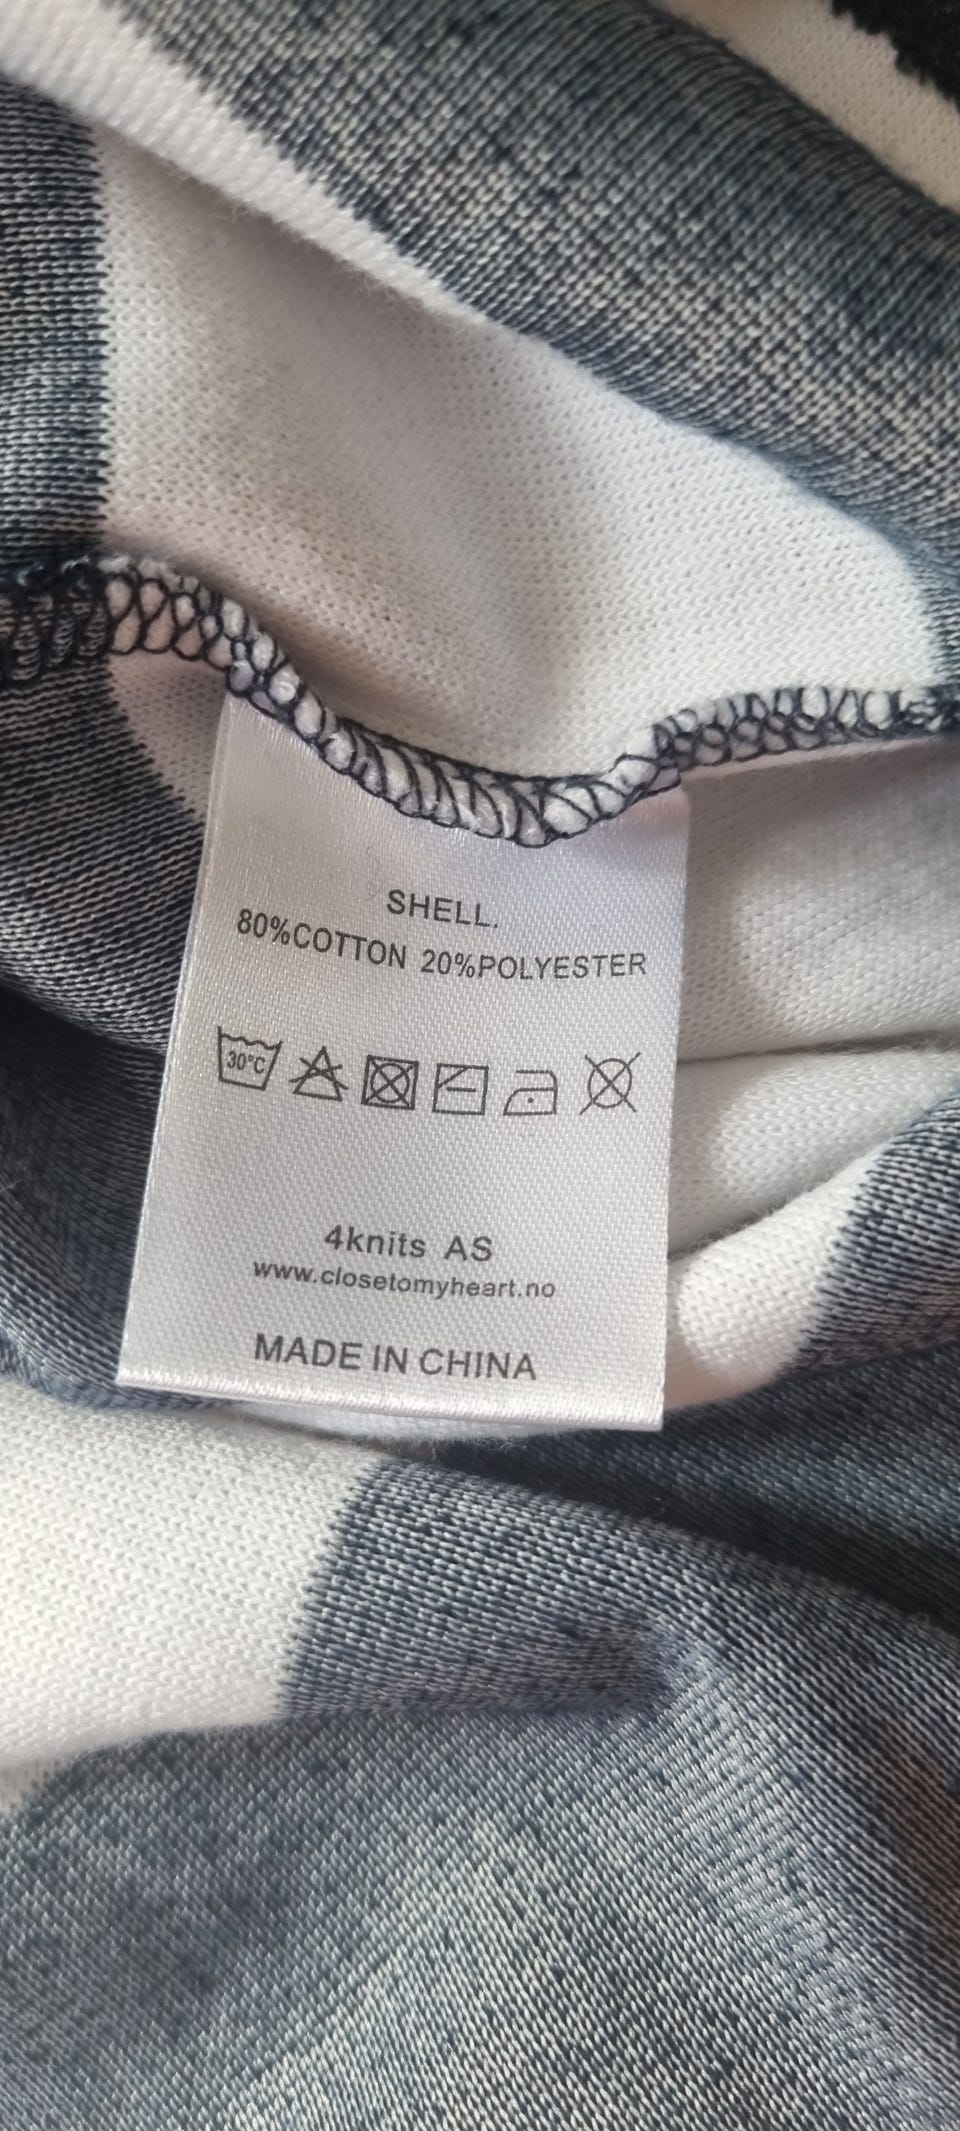 SHELL.
80%COTTON 20%POLYESTER
30°C
4knits AS
www.closetomyheart.no
MADE IN CHINA